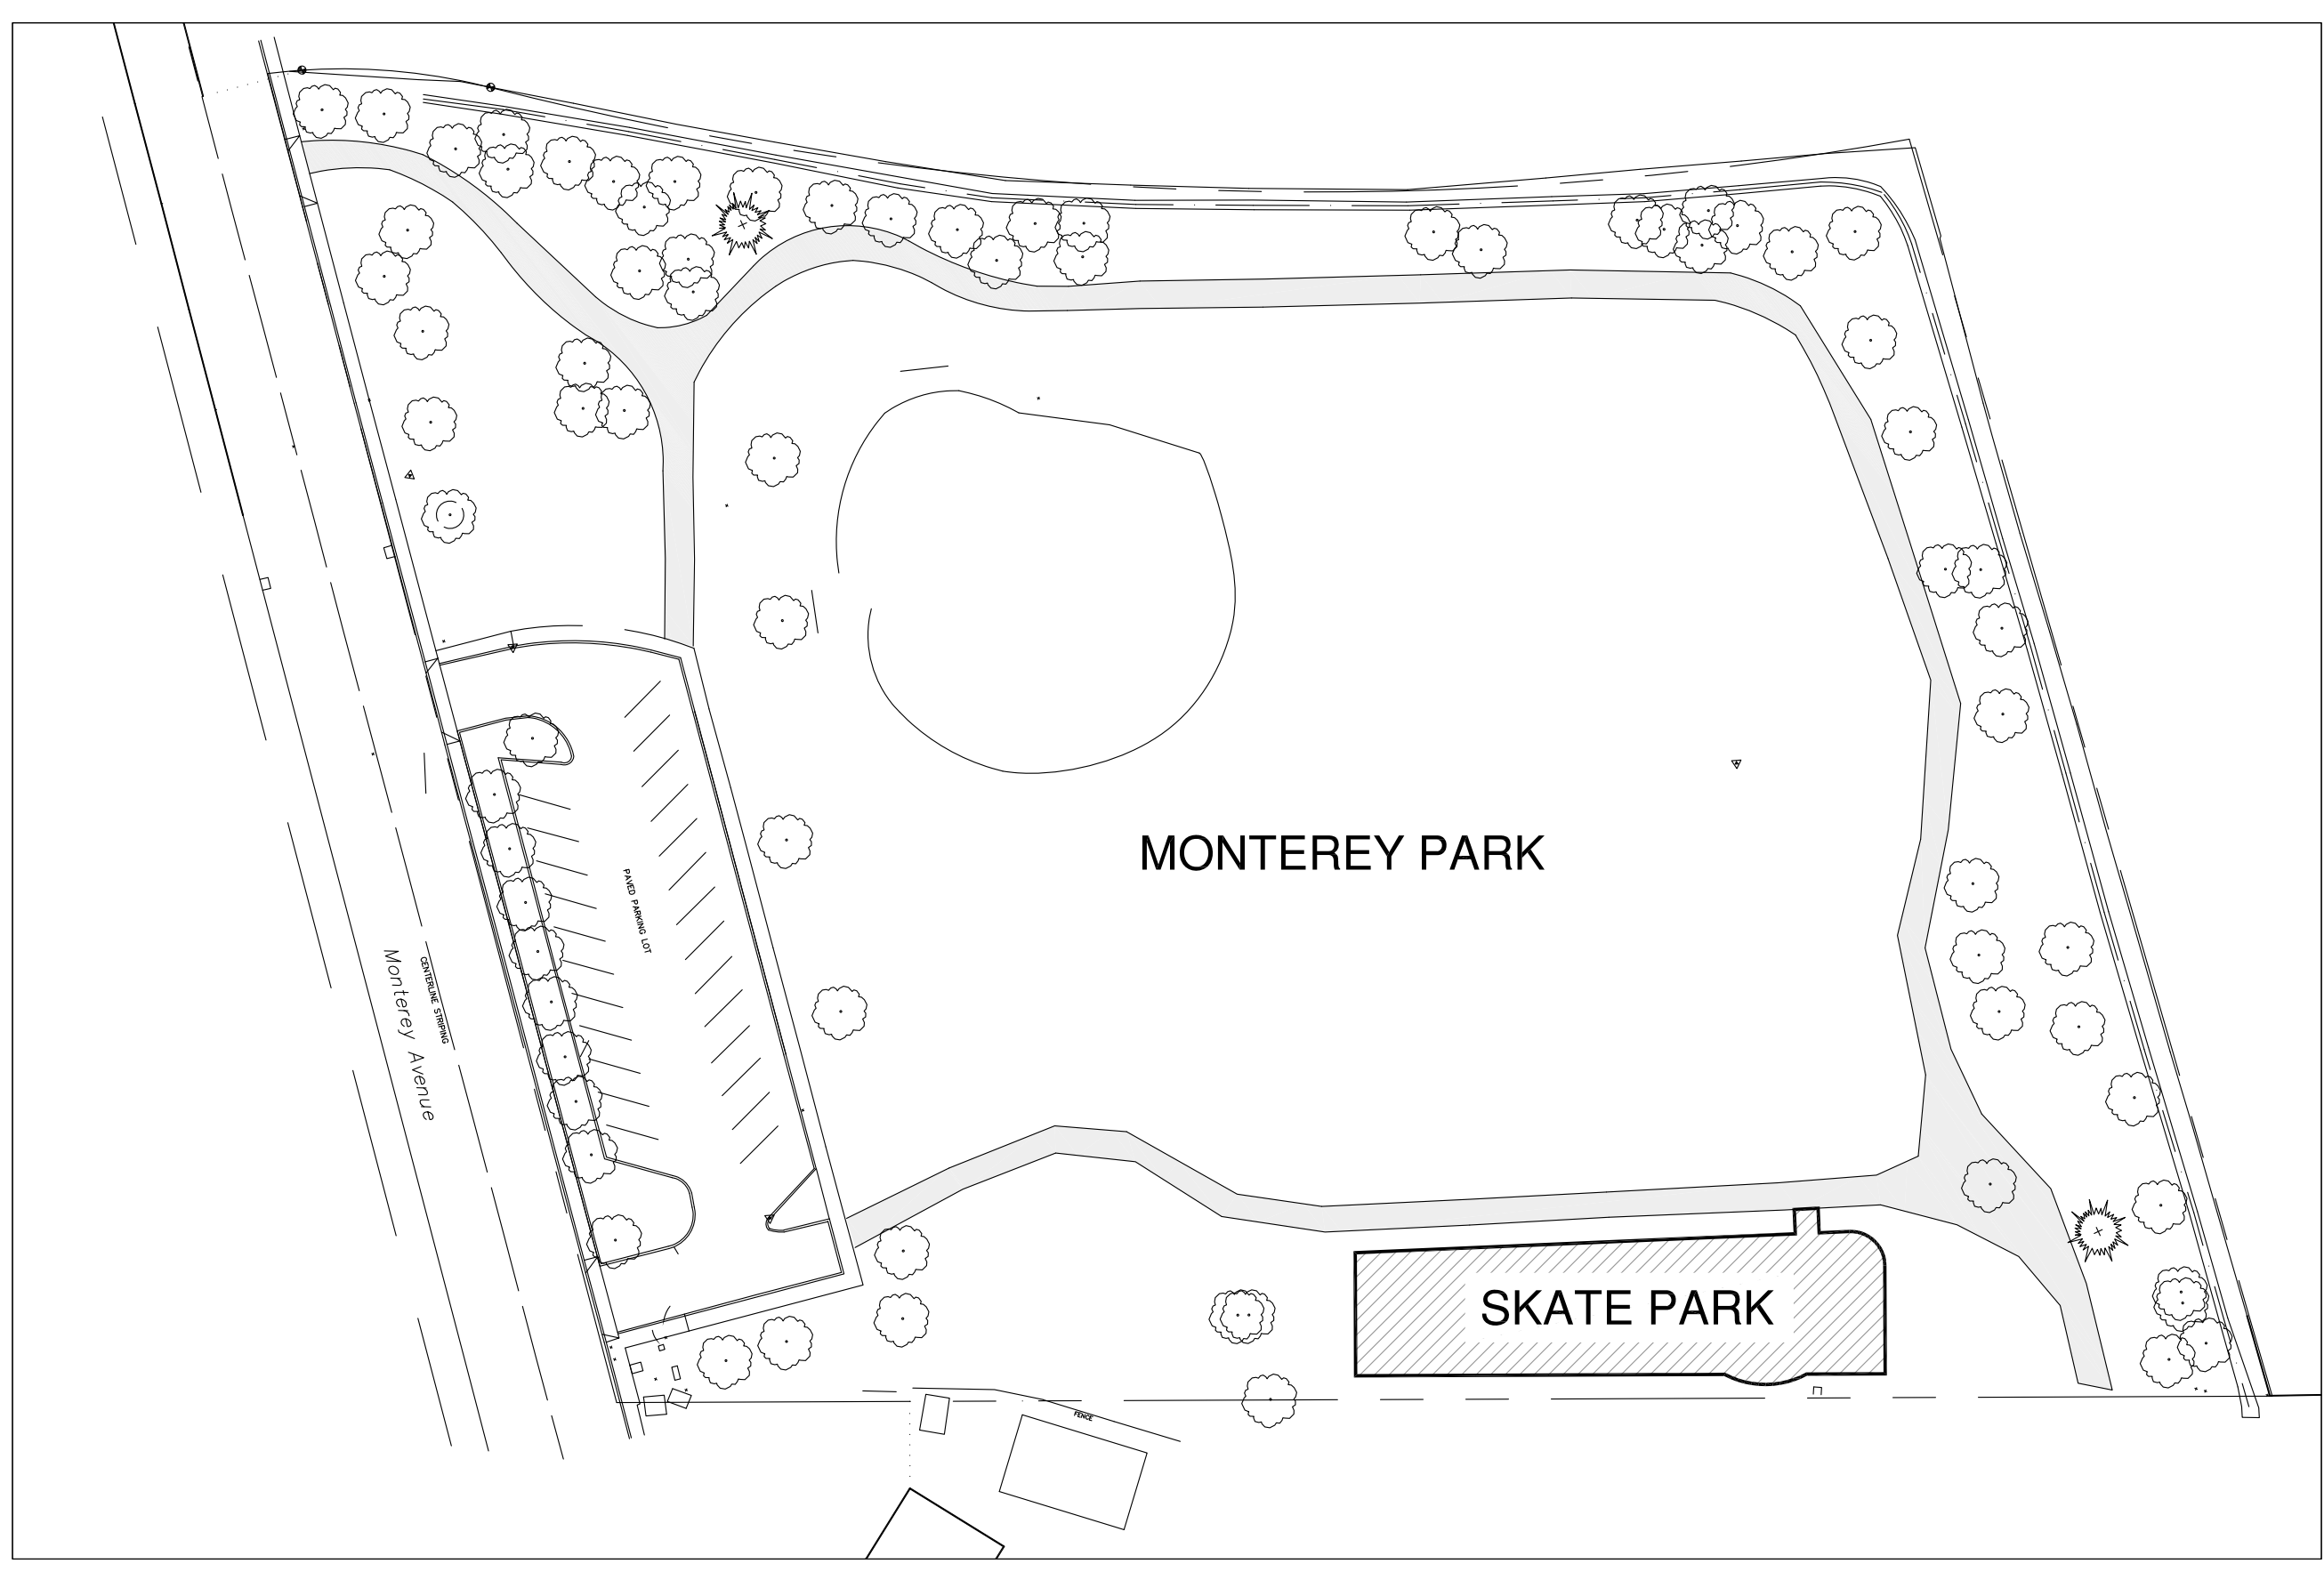 MONTEREY PARK
PAVED PARKING LOT
CENTERLINE STRIPING
Monterey Avenue
SKATE PARK
FENCE